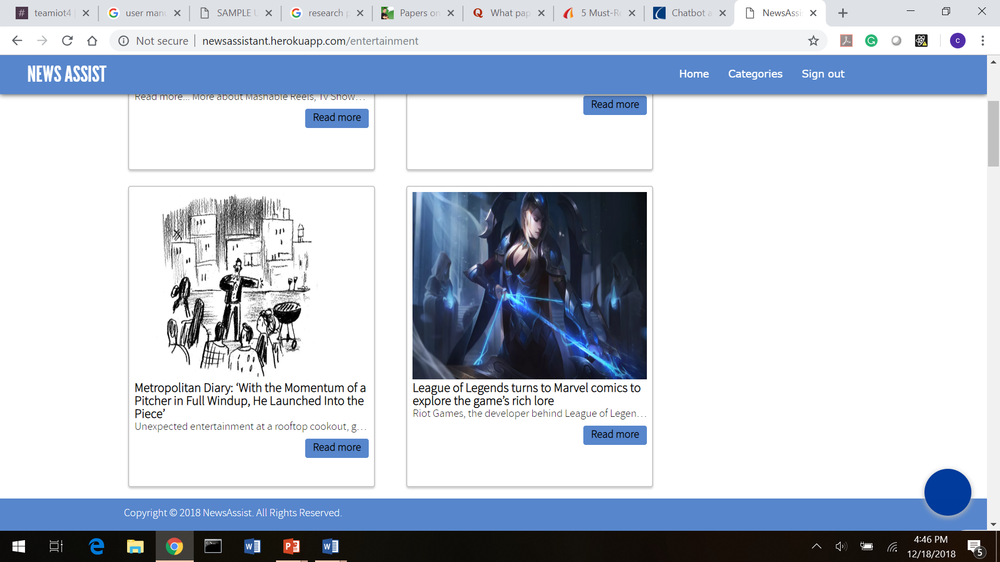 teamiot4
user manu
SAMPLE U
research p
Papers on
What pap
5 Must-Re
Chatbot a
NewsAssis
Not secure
newsassistant.herokuapp.com/entertainment
c
NEWS ASSIST
Home
Categories
Sign out
Read more... More about Mashable Reels, Tv Show...
Read more
Read more
Metropolitan Diary: ‘With the Momentum of a
Pitcher in Full Windup, He Launched Into the
Piece’
Unexpected entertainment at a rooftop cookout, g...
Read more
League of Legends turns to Marvel comics to
explore the game’s rich lore
Riot Games, the developer behind League of Legen...
Read more
Copyright © 2018 NewsAssist. All Rights Reserved.
4:46 PM
12/18/2018
5